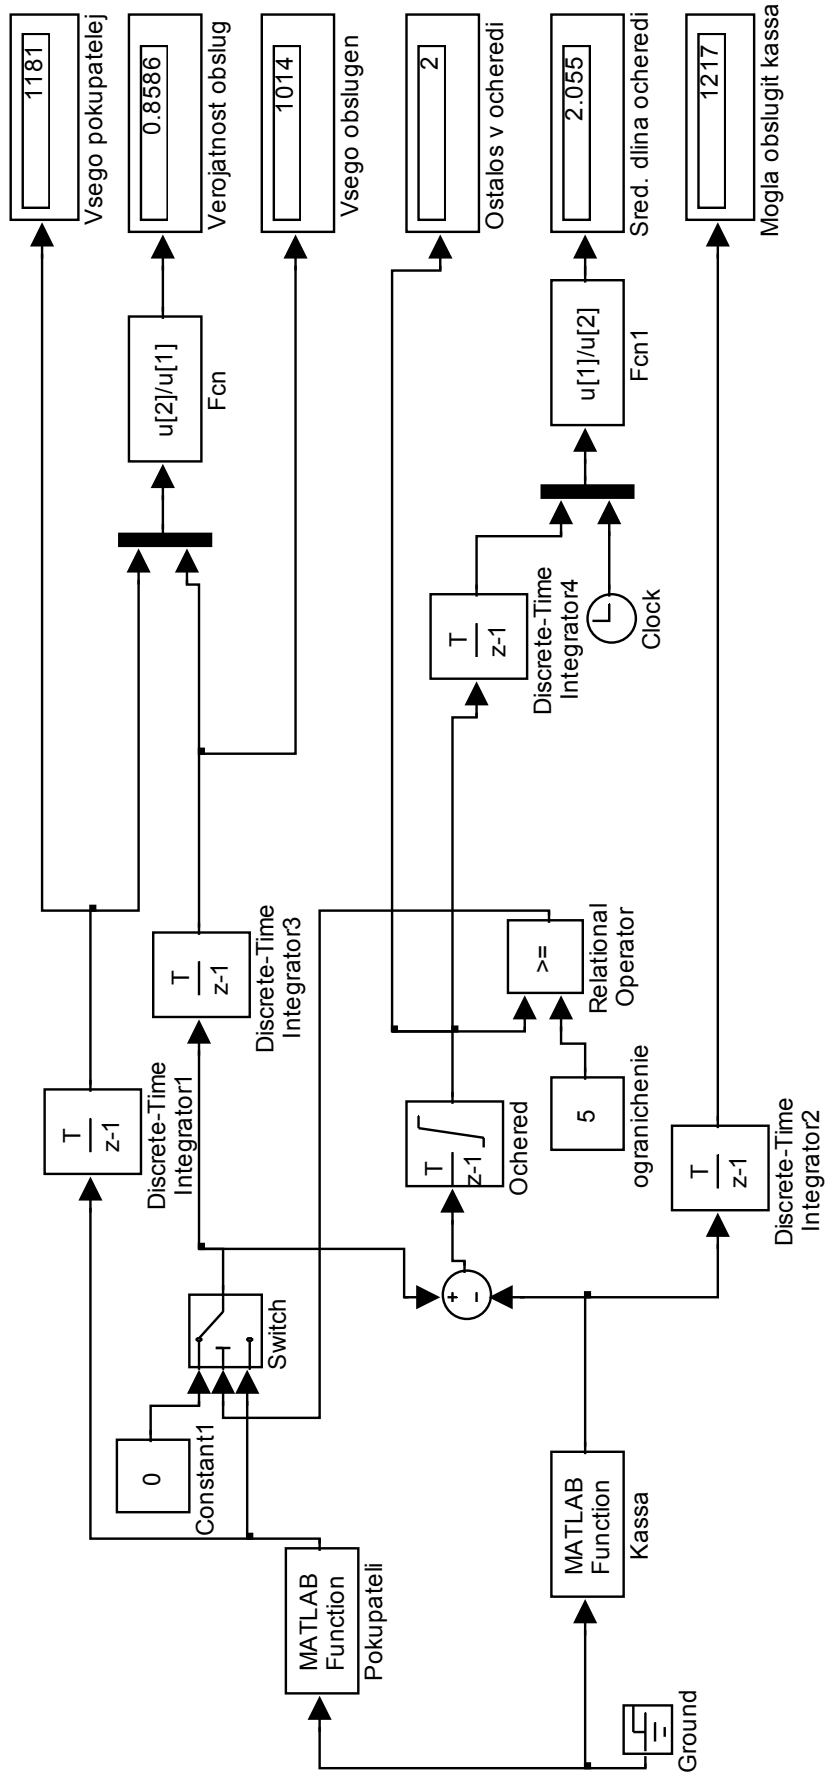 1181
Vsego pokupatelej
0.8586
Verojatnost obslug
1014
Vsego obslugen
2
Ostalos v ocheredi
2.055
Sred. dlina ocheredi
1217
Mogla obslugit kassa
u[2]/u[1]
Fcn
u[1]/u[2]
Fcn1
T
z-1
Discrete-Time
Integrator4
Clock
T
z-1
Discrete-Time
Integrator3
>=
Relational
Operator
T
z-1
Discrete-Time
Integrator1
T
z-1
Ochered
5
ogranichenie
T
z-1
Discrete-Time
Integrator2
Switch
+
-
0
Constant1
MATLAB
Function
Pokupateli
MATLAB
Function
Kassa
Ground